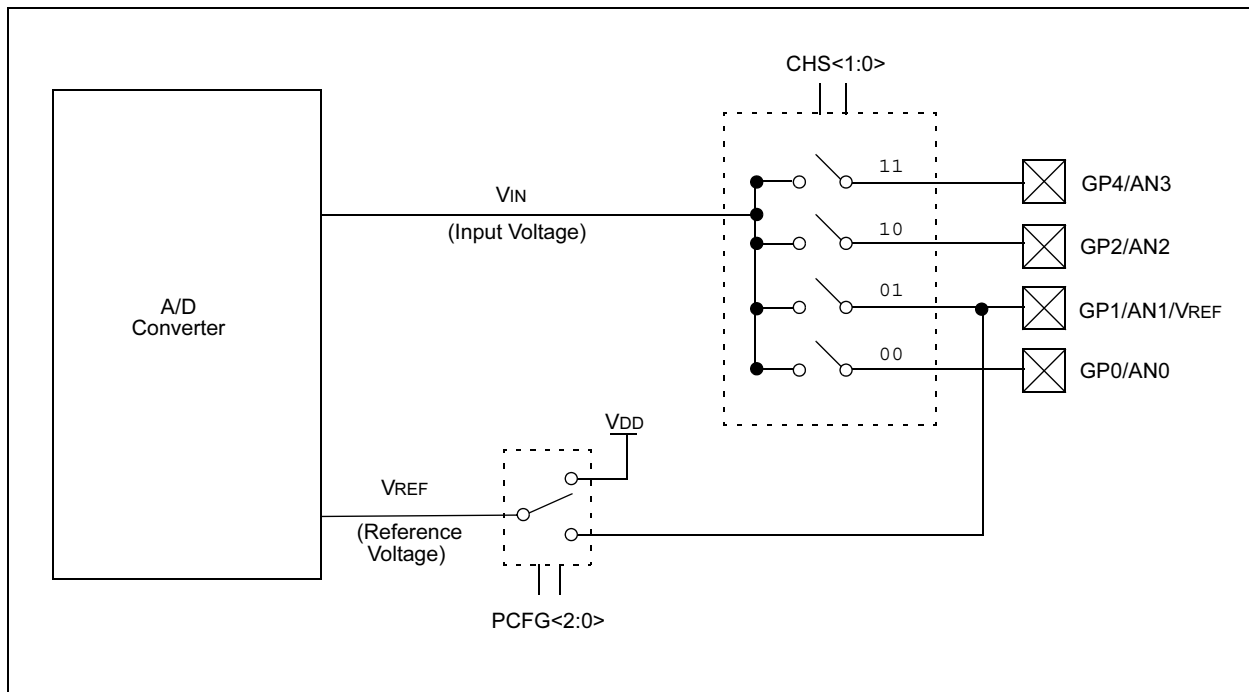 CHS<1:0>
11
GP4/AN3
VIN
(Input Voltage)
10
GP2/AN2
A/D
Converter
01
GP1/AN1/VREF
00
GP0/AN0
VDD
VREF
(Reference
Voltage)
PCFG<2:0>